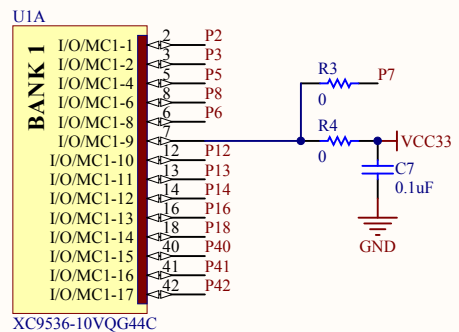 U1A
BANK 1
I/O/MC1-1 2 P2
I/O/MC1-2 3 P3
I/O/MC1-4 5 P5
I/O/MC1-6 8 P8
I/O/MC1-8 6 P6
I/O/MC1-9 7
I/O/MC1-10 12 P12
I/O/MC1-11 13 P13
I/O/MC1-12 14 P14
I/O/MC1-13 16 P16
I/O/MC1-14 18 P18
I/O/MC1-15 40 P40
I/O/MC1-16 41 P41
I/O/MC1-17 42 P42
XC9536-10VQG44C
R3 P7
0
R4
0
VCC33
C7
0.1uF
GND